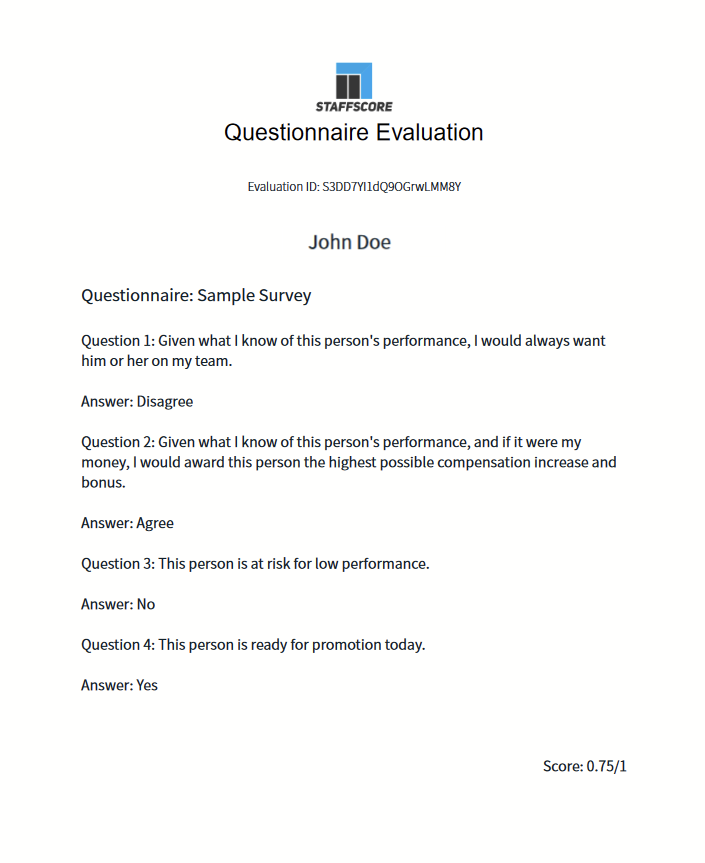 STAFFSCORE
Questionnaire Evaluation
Evaluation ID: S3DD7YI1dQ9OGrwLMM8Y
John Doe
Questionnaire: Sample Survey
Question 1: Given what I know of this person's performance, I would always want
him or her on my team.
Answer: Disagree
Question 2: Given what I know of this person's performance, and if it were my
money, I would award this person the highest possible compensation increase and
bonus.
Answer: Agree
Question 3: This person is at risk for low performance.
Answer: No
Question 4: This person is ready for promotion today.
Answer: Yes
Score: 0.75/1